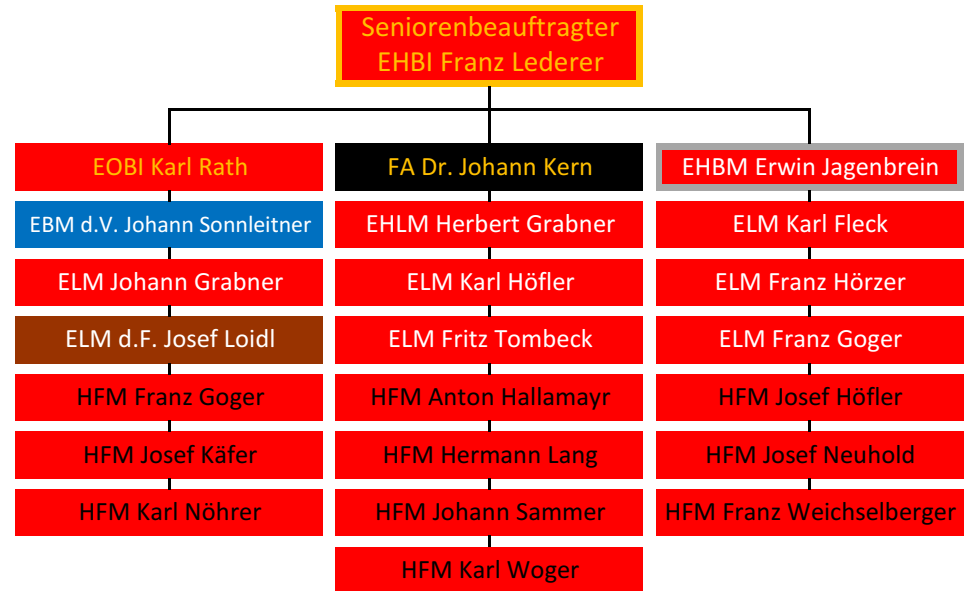 Seniorenbeauftragter
EHBI Franz Lederer
EOBI Karl Rath
EBM d.V. Johann Sonnleitner
ELM Johann Grabner
ELM d.F. Josef Loidl
HFM Franz Goger
HFM Josef Käfer
HFM Karl Nöhrer
FA Dr. Johann Kern
EHLM Herbert Grabner
ELM Karl Höfler
ELM Fritz Tombeck
HFM Anton Hallamayr
HFM Hermann Lang
HFM Johann Sammer
HFM Karl Woger
EHBM Erwin Jagenbrein
ELM Karl Fleck
ELM Franz Hörzer
ELM Franz Goger
HFM Josef Höfler
HFM Josef Neuhold
HFM Franz Weichselberger